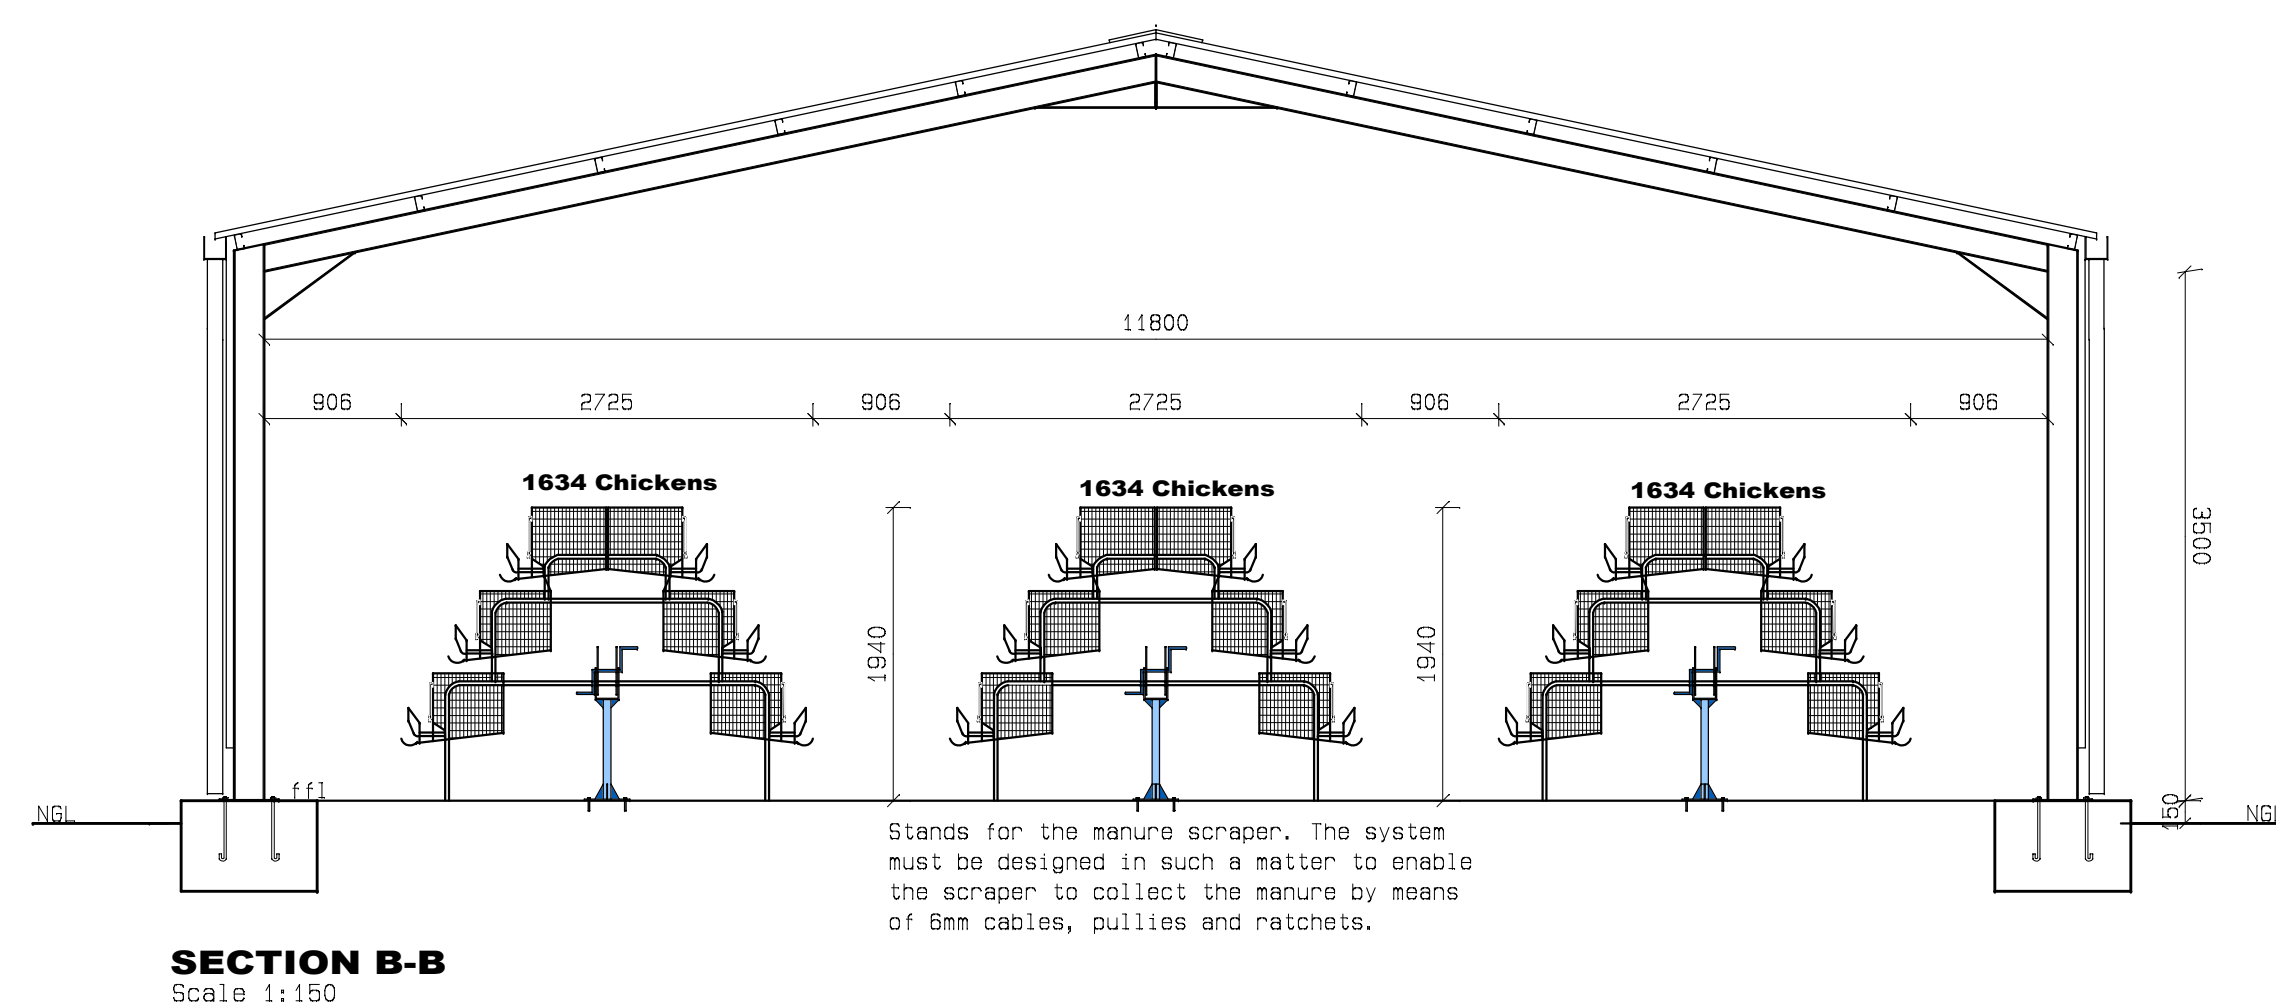 11800
906 2725 906 2725 906 2725 906
1634 Chickens 1634 Chickens 1634 Chickens
3500
1940 1940
ffl
NGL
150
NGL
Stands for the manure scraper. The system
must be designed in such a matter to enable
the scraper to collect the manure by means
of 6mm cables, pullies and ratchets.
SECTION B-B
Scale 1:150